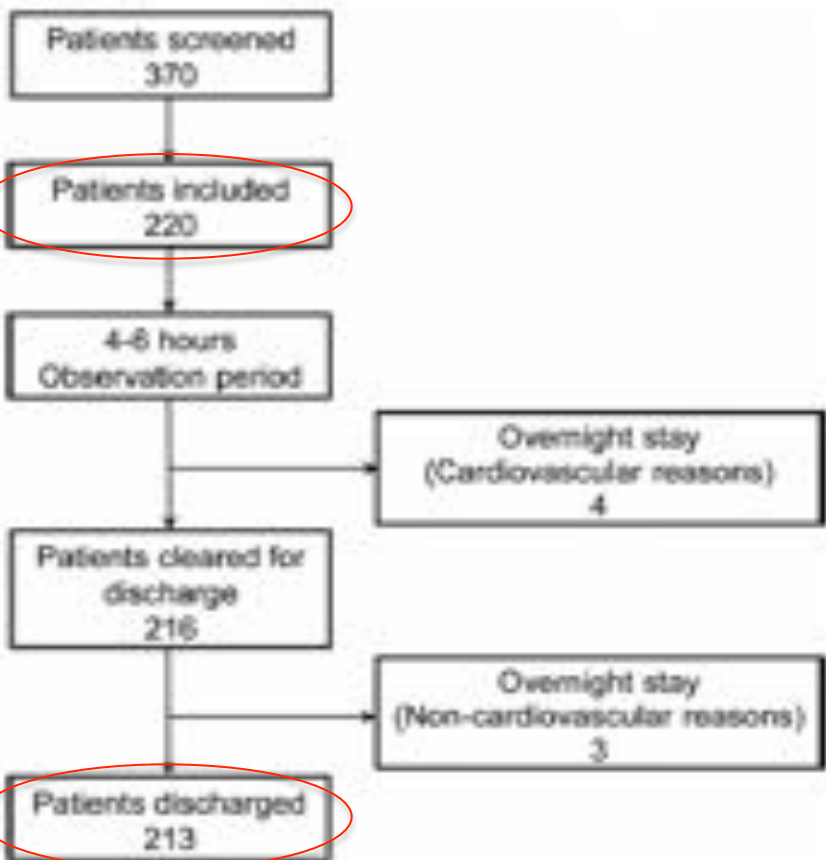 Patients screened
370
Patients included
220
4-6 hours
Observation period
Overnight stay
(Cardiovascular reasons)
4
Patients cleared for
discharge
216
Overnight stay
(Non-cardiovascular reasons)
3
Patients discharged
213